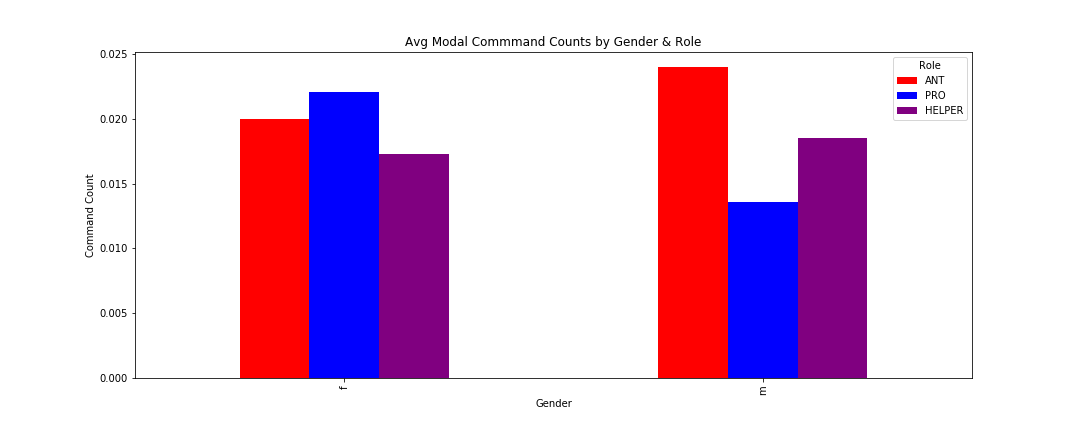 Avg Modal Commmand Counts by Gender & Role
Role
ANT
PRO
HELPER
0.025
0.020
0.015
0.010
0.005
0.000
Command Count
f
m
Gender